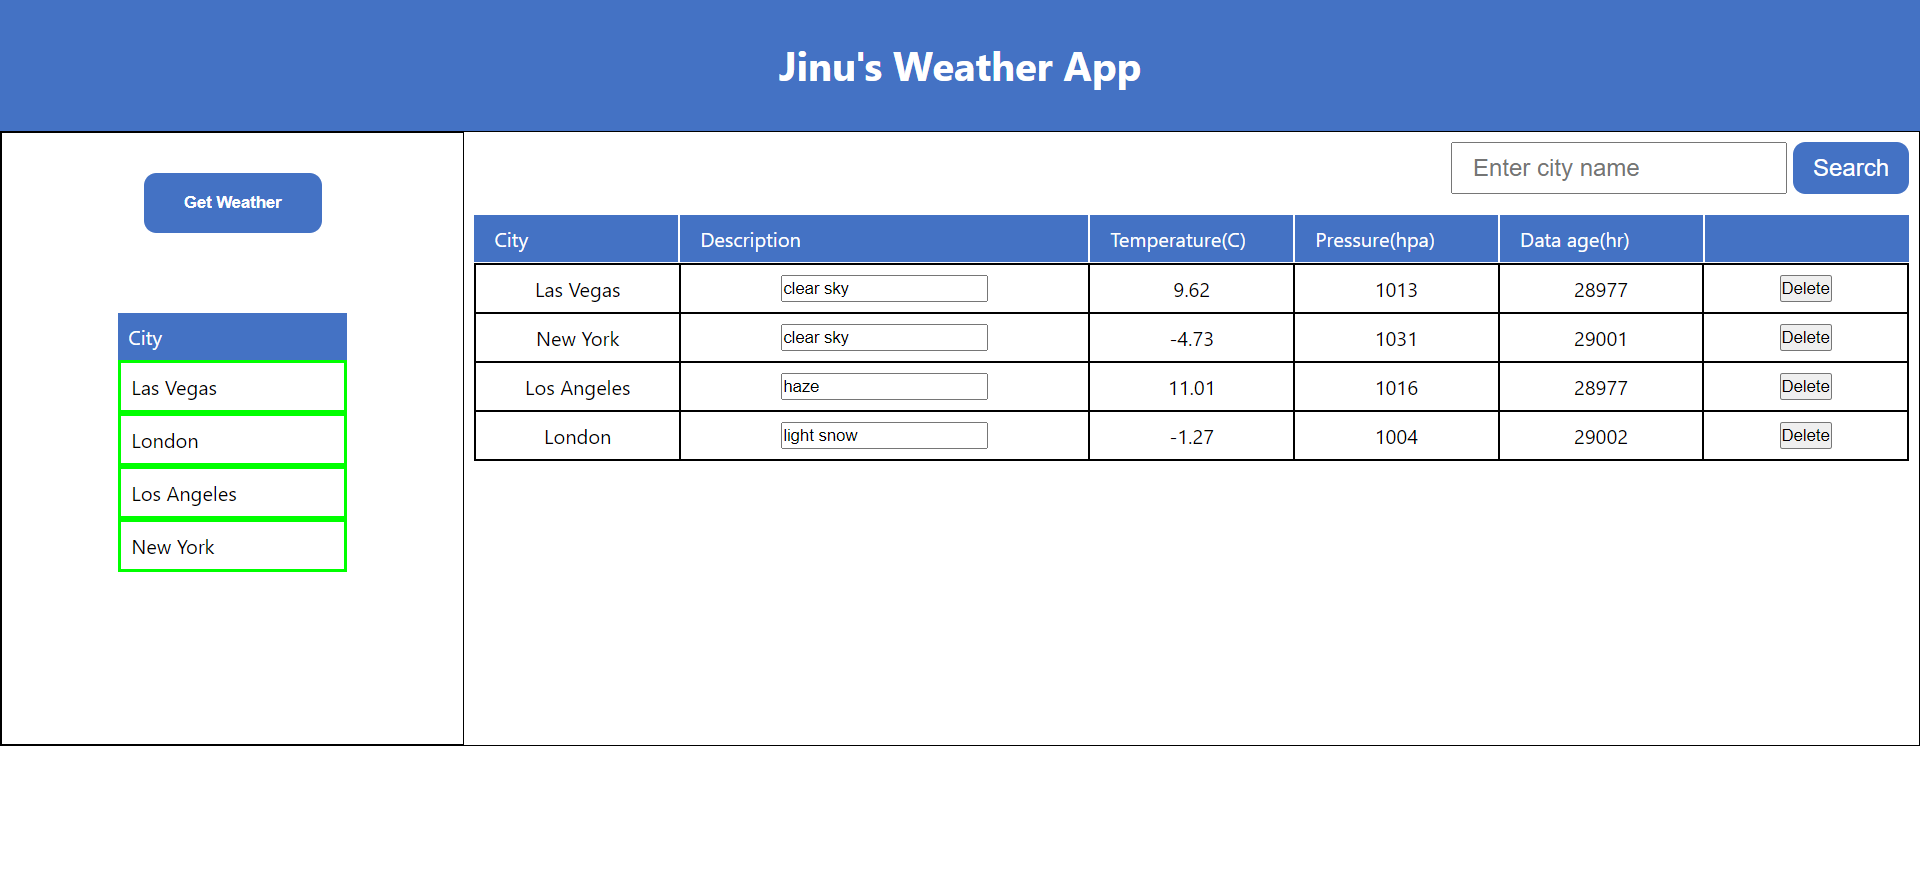 Jinu's Weather App
Get Weather
City
Las Vegas
London
Los Angeles
New York
Enter city name Search
City Description Temperature(C) Pressure(hpa) Data age(hr)
Las Vegas clear sky 9.62 1013 28977 Delete
New York clear sky -4.73 1031 29001 Delete
Los Angeles haze 11.01 1016 28977 Delete
London light snow -1.27 1004 29002 Delete